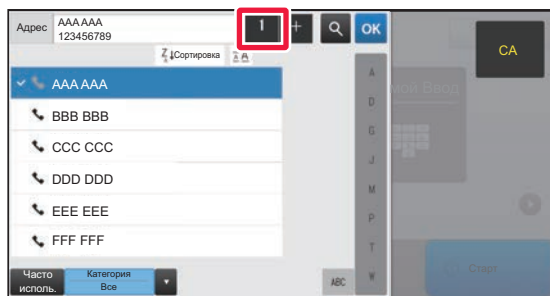 Адрес AAA AAA 1 + OK
123456789
CA
Z↓Сортировка
A
AAA AAA
мой Ввод
D
BBB BBB
G
CCC CCC
J
DDD DDD
M
EEE EEE
P
FFF FFF
T
Часто исполь.
Категория
Все
ABC
W
Старт